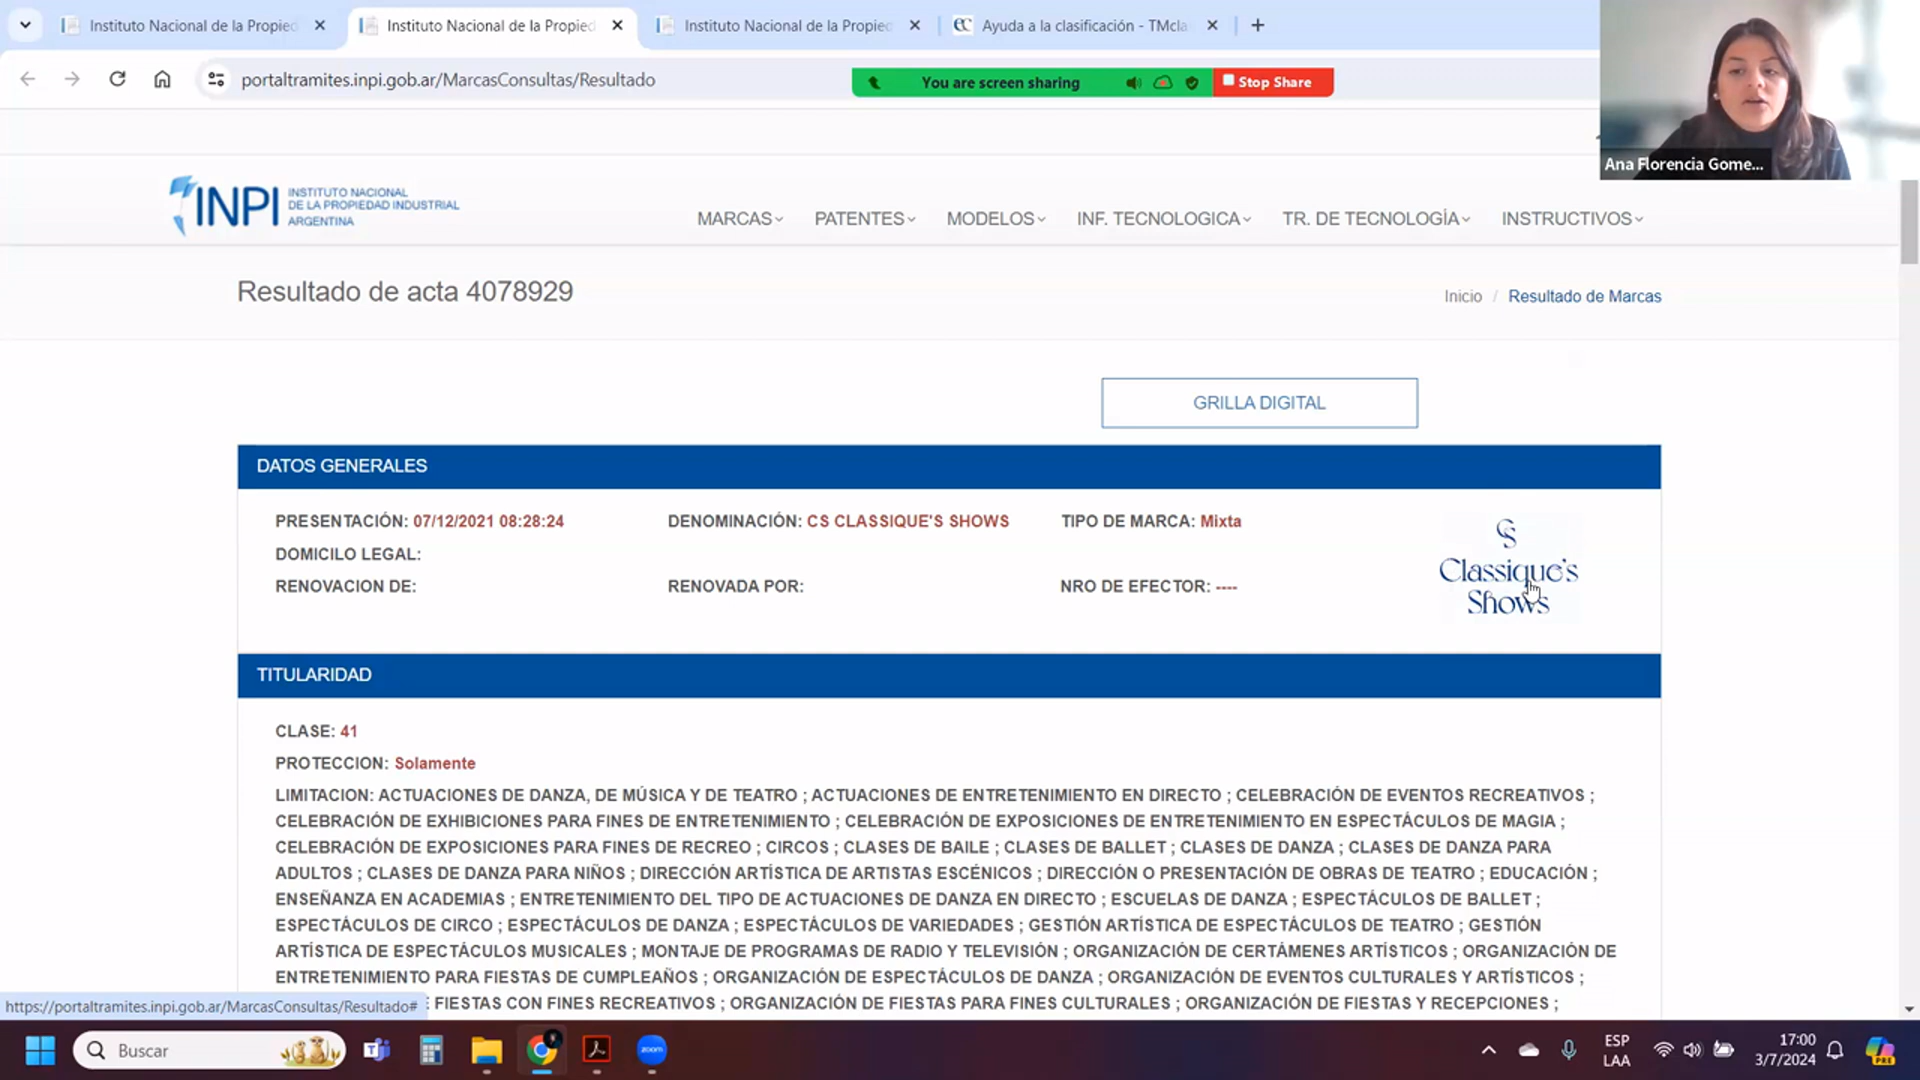 Instituto Nacional de la Propied
Instituto Nacional de la Propied
Instituto Nacional de la Propied
Ayuda a la clasificación - TMcla
portaltramites.inpi.gob.ar/MarcasConsultas/Resultado
You are screen sharing
Stop Share
Ana Florencia Gome...
INPI
INSTITUTO NACIONAL
DE LA PROPIEDAD INDUSTRIAL
ARGENTINA
MARCAS
PATENTES
MODELOS
INF. TECNOLOGICA
TR. DE TECNOLOGÍA
INSTRUCTIVOS
Resultado de acta 4078929
Inicio / Resultado de Marcas
GRILLA DIGITAL
DATOS GENERALES
PRESENTACIÓN: 07/12/2021 08:28:24
DENOMINACIÓN: CS CLASSIQUE'S SHOWS
TIPO DE MARCA: Mixta
DOMICILO LEGAL:
RENOVACION DE:
RENOVADA POR:
NRO DE EFECTOR: ----
CS
Classique's
Shows
TITULARIDAD
CLASE: 41
PROTECCION: Solamente
LIMITACION: ACTUACIONES DE DANZA, DE MÚSICA Y DE TEATRO ; ACTUACIONES DE ENTRETENIMIENTO EN DIRECTO ; CELEBRACIÓN DE EVENTOS RECREATIVOS ;
CELEBRACIÓN DE EXHIBICIONES PARA FINES DE ENTRETENIMIENTO ; CELEBRACIÓN DE EXPOSICIONES DE ENTRETENIMIENTO EN ESPECTÁCULOS DE MAGIA ;
CELEBRACIÓN DE EXPOSICIONES PARA FINES DE RECREO ; CIRCOS ; CLASES DE BAILE ; CLASES DE BALLET ; CLASES DE DANZA ; CLASES DE DANZA PARA
ADULTOS ; CLASES DE DANZA PARA NIÑOS ; DIRECCIÓN ARTÍSTICA DE ARTISTAS ESCÉNICOS ; DIRECCIÓN O PRESENTACIÓN DE OBRAS DE TEATRO ; EDUCACIÓN ;
ENSEÑANZA EN ACADEMIAS ; ENTRETENIMIENTO DEL TIPO DE ACTUACIONES DE DANZA EN DIRECTO ; ESCUELAS DE DANZA ; ESPECTÁCULOS DE BALLET ;
ESPECTÁCULOS DE CIRCO ; ESPECTÁCULOS DE DANZA ; ESPECTÁCULOS DE VARIEDADES ; GESTIÓN ARTÍSTICA DE ESPECTÁCULOS DE TEATRO ; GESTIÓN
ARTÍSTICA DE ESPECTÁCULOS MUSICALES ; MONTAJE DE PROGRAMAS DE RADIO Y TELEVISIÓN ; ORGANIZACIÓN DE CERTÁMENES ARTÍSTICOS ; ORGANIZACIÓN DE
ENTRETENIMIENTO PARA FIESTAS DE CUMPLEAÑOS ; ORGANIZACIÓN DE ESPECTÁCULOS DE DANZA ; ORGANIZACIÓN DE EVENTOS CULTURALES Y ARTÍSTICOS ;
FIESTAS CON FINES RECREATIVOS ; ORGANIZACIÓN DE FIESTAS PARA FINES CULTURALES ; ORGANIZACIÓN DE FIESTAS Y RECEPCIONES ;
https://portaltramites.inpi.gob.ar/MarcasConsultas/Resultado#
Buscar
zoom
ESP
LAA
17:00
3/7/2024
PRE